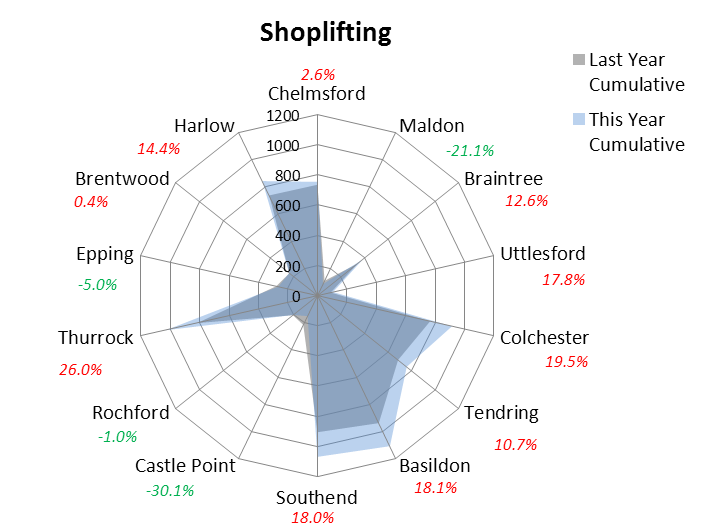 Shoplifting
Last Year
Cumulative
This Year
Cumulative
2.6%
Chelmsford
1200
1000
800
600
400
200
0
Maldon
-21.1%
Braintree
12.6%
Uttlesford
17.8%
Colchester
19.5%
Tendring
10.7%
Basildon
18.1%
Southend
18.0%
Castle Point
-30.1%
Rochford
-1.0%
Thurrock
26.0%
Epping
-5.0%
Brentwood
0.4%
Harlow
14.4%